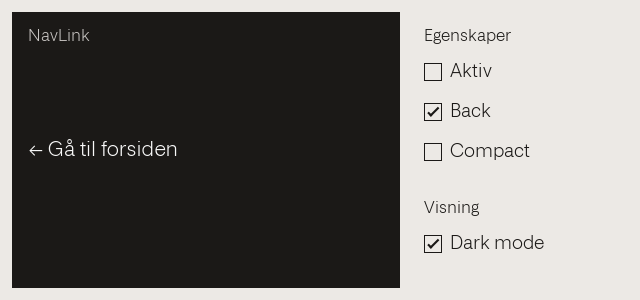 NavLink
← Gå til forsiden
Egenskaper
Aktiv
Back
Compact
Visning
Dark mode